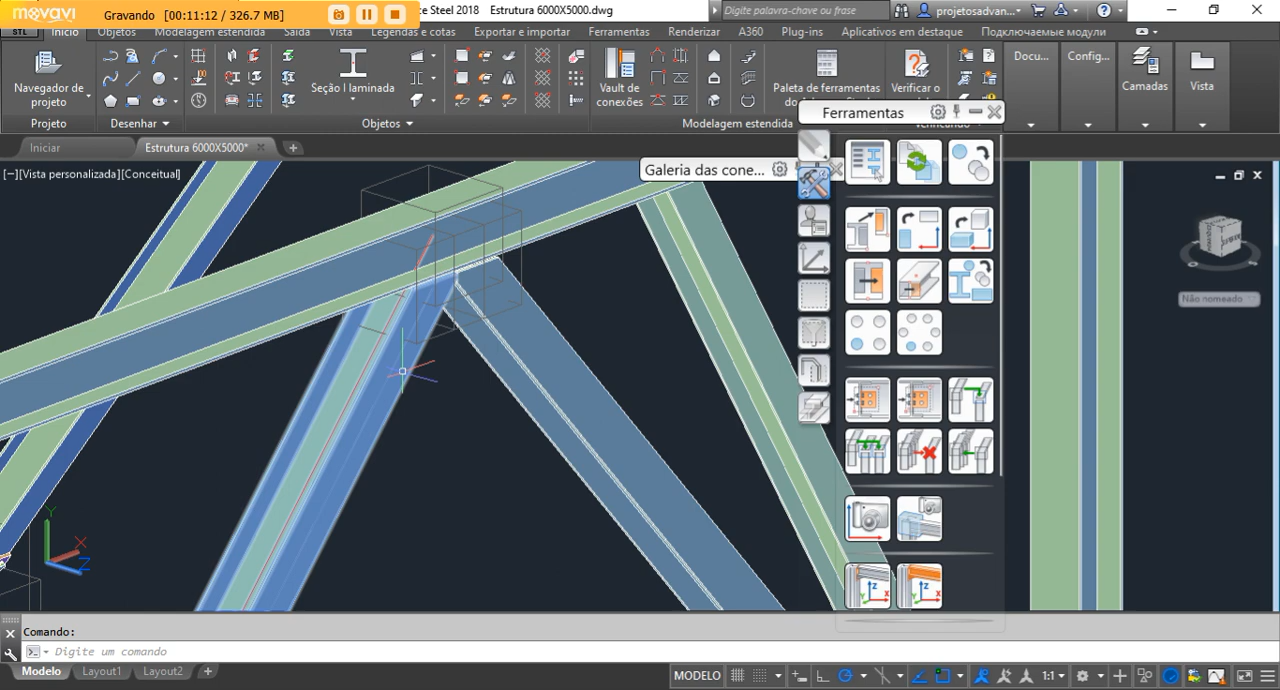 movavi
Gravando [00:11:12 / 326.7 MB]
ce Steel 2018 Estrutura 6000X5000.dwg
Digite palavra-chave ou frase
projetosadvan...
STL
Início Objetos Modelagem estendida Saída Vista Legendas e cotas Exportar e importar Ferramentas Renderizar A360 Plug-ins Aplicativos em destaque Подключаемые модули
Navegador de projeto
Seção I laminada
Vault de conexões
Paleta de ferramentas
Verificar o
Docu...
Config...
Camadas
Vista
Projeto
Desenhar
Objetos
Modelagem estendida
Ferramentas
Iniciar
Estrutura 6000X5000*
[−][Vista personalizada][Conceitual]
Galeria das cone...
Não nomeado
Y
X
Z
Comando:
Digite um comando
Modelo Layout1 Layout2 +
MODELO
1:1